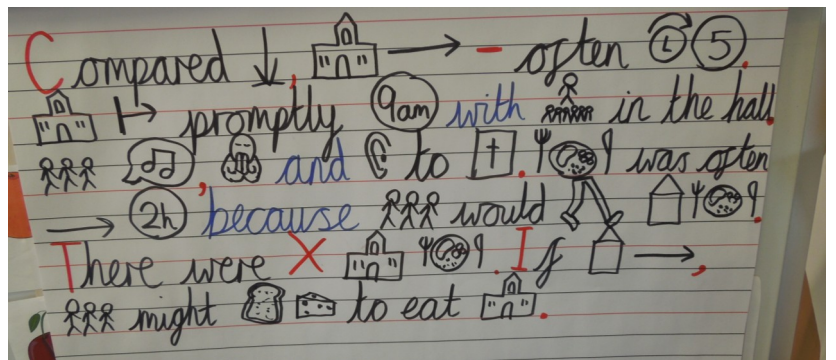 Compared , - often L 5.
promptly 9am with in the hall.
, and to . was often
2h because would .
There were X . If ,
might to eat .